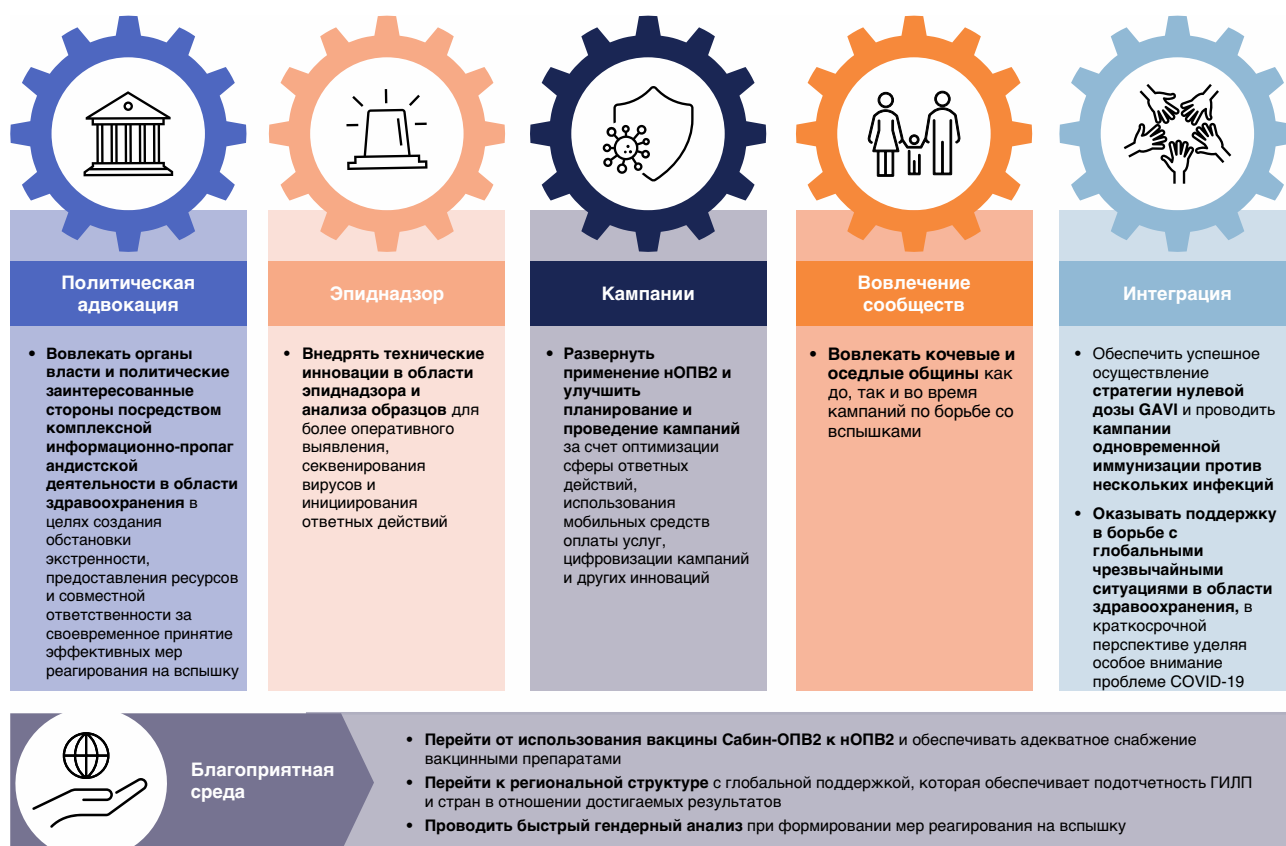 Политическая
адвокация
• Вовлекать органы
власти и политические
заинтересованные
стороны посредством
комплексной
информационно-пропаг
андистской
деятельности в области
здравоохранения в
целях создания
обстановки
экстренности,
предоставления ресурсов
и совместной
ответственности за
своевременное принятие
эффективных мер
реагирования на вспышку
Эпиднадзор
• Внедрять технические
инновации в области
эпиднадзора и
анализа образцов для
более оперативного
выявления,
секвенирования
вирусов и
инициирования
ответных действий
Кампании
• Развернуть
применение нОПВ2 и
улучшить
планирование и
проведение кампаний
за счет оптимизации
сферы ответных
действий,
использования
мобильных средств
оплаты услуг,
цифровизации кампаний
и других инноваций
Вовлечение
сообществ
• Вовлекать кочевые и
оседлые общины как
до, так и во время
кампаний по борьбе со
вспышками
Интеграция
• Обеспечить успешное
осуществление
стратегии нулевой
дозы GAVI и проводить
кампании
одновременной
иммунизации против
нескольких инфекций
• Оказывать поддержку
в борьбе с
глобальными
чрезвычайными
ситуациями в области
здравоохранения, в
краткосрочной
перспективе уделяя
особое внимание
проблеме COVID-19
Благоприятная
среда
• Перейти от использования вакцины Сабин-ОПВ2 к нОПВ2 и обеспечивать адекватное снабжение
вакцинными препаратами
• Перейти к региональной структуре с глобальной поддержкой, которая обеспечивает подотчетность ГИЛП
и стран в отношении достигаемых результатов
• Проводить быстрый гендерный анализ при формировании мер реагирования на вспышку